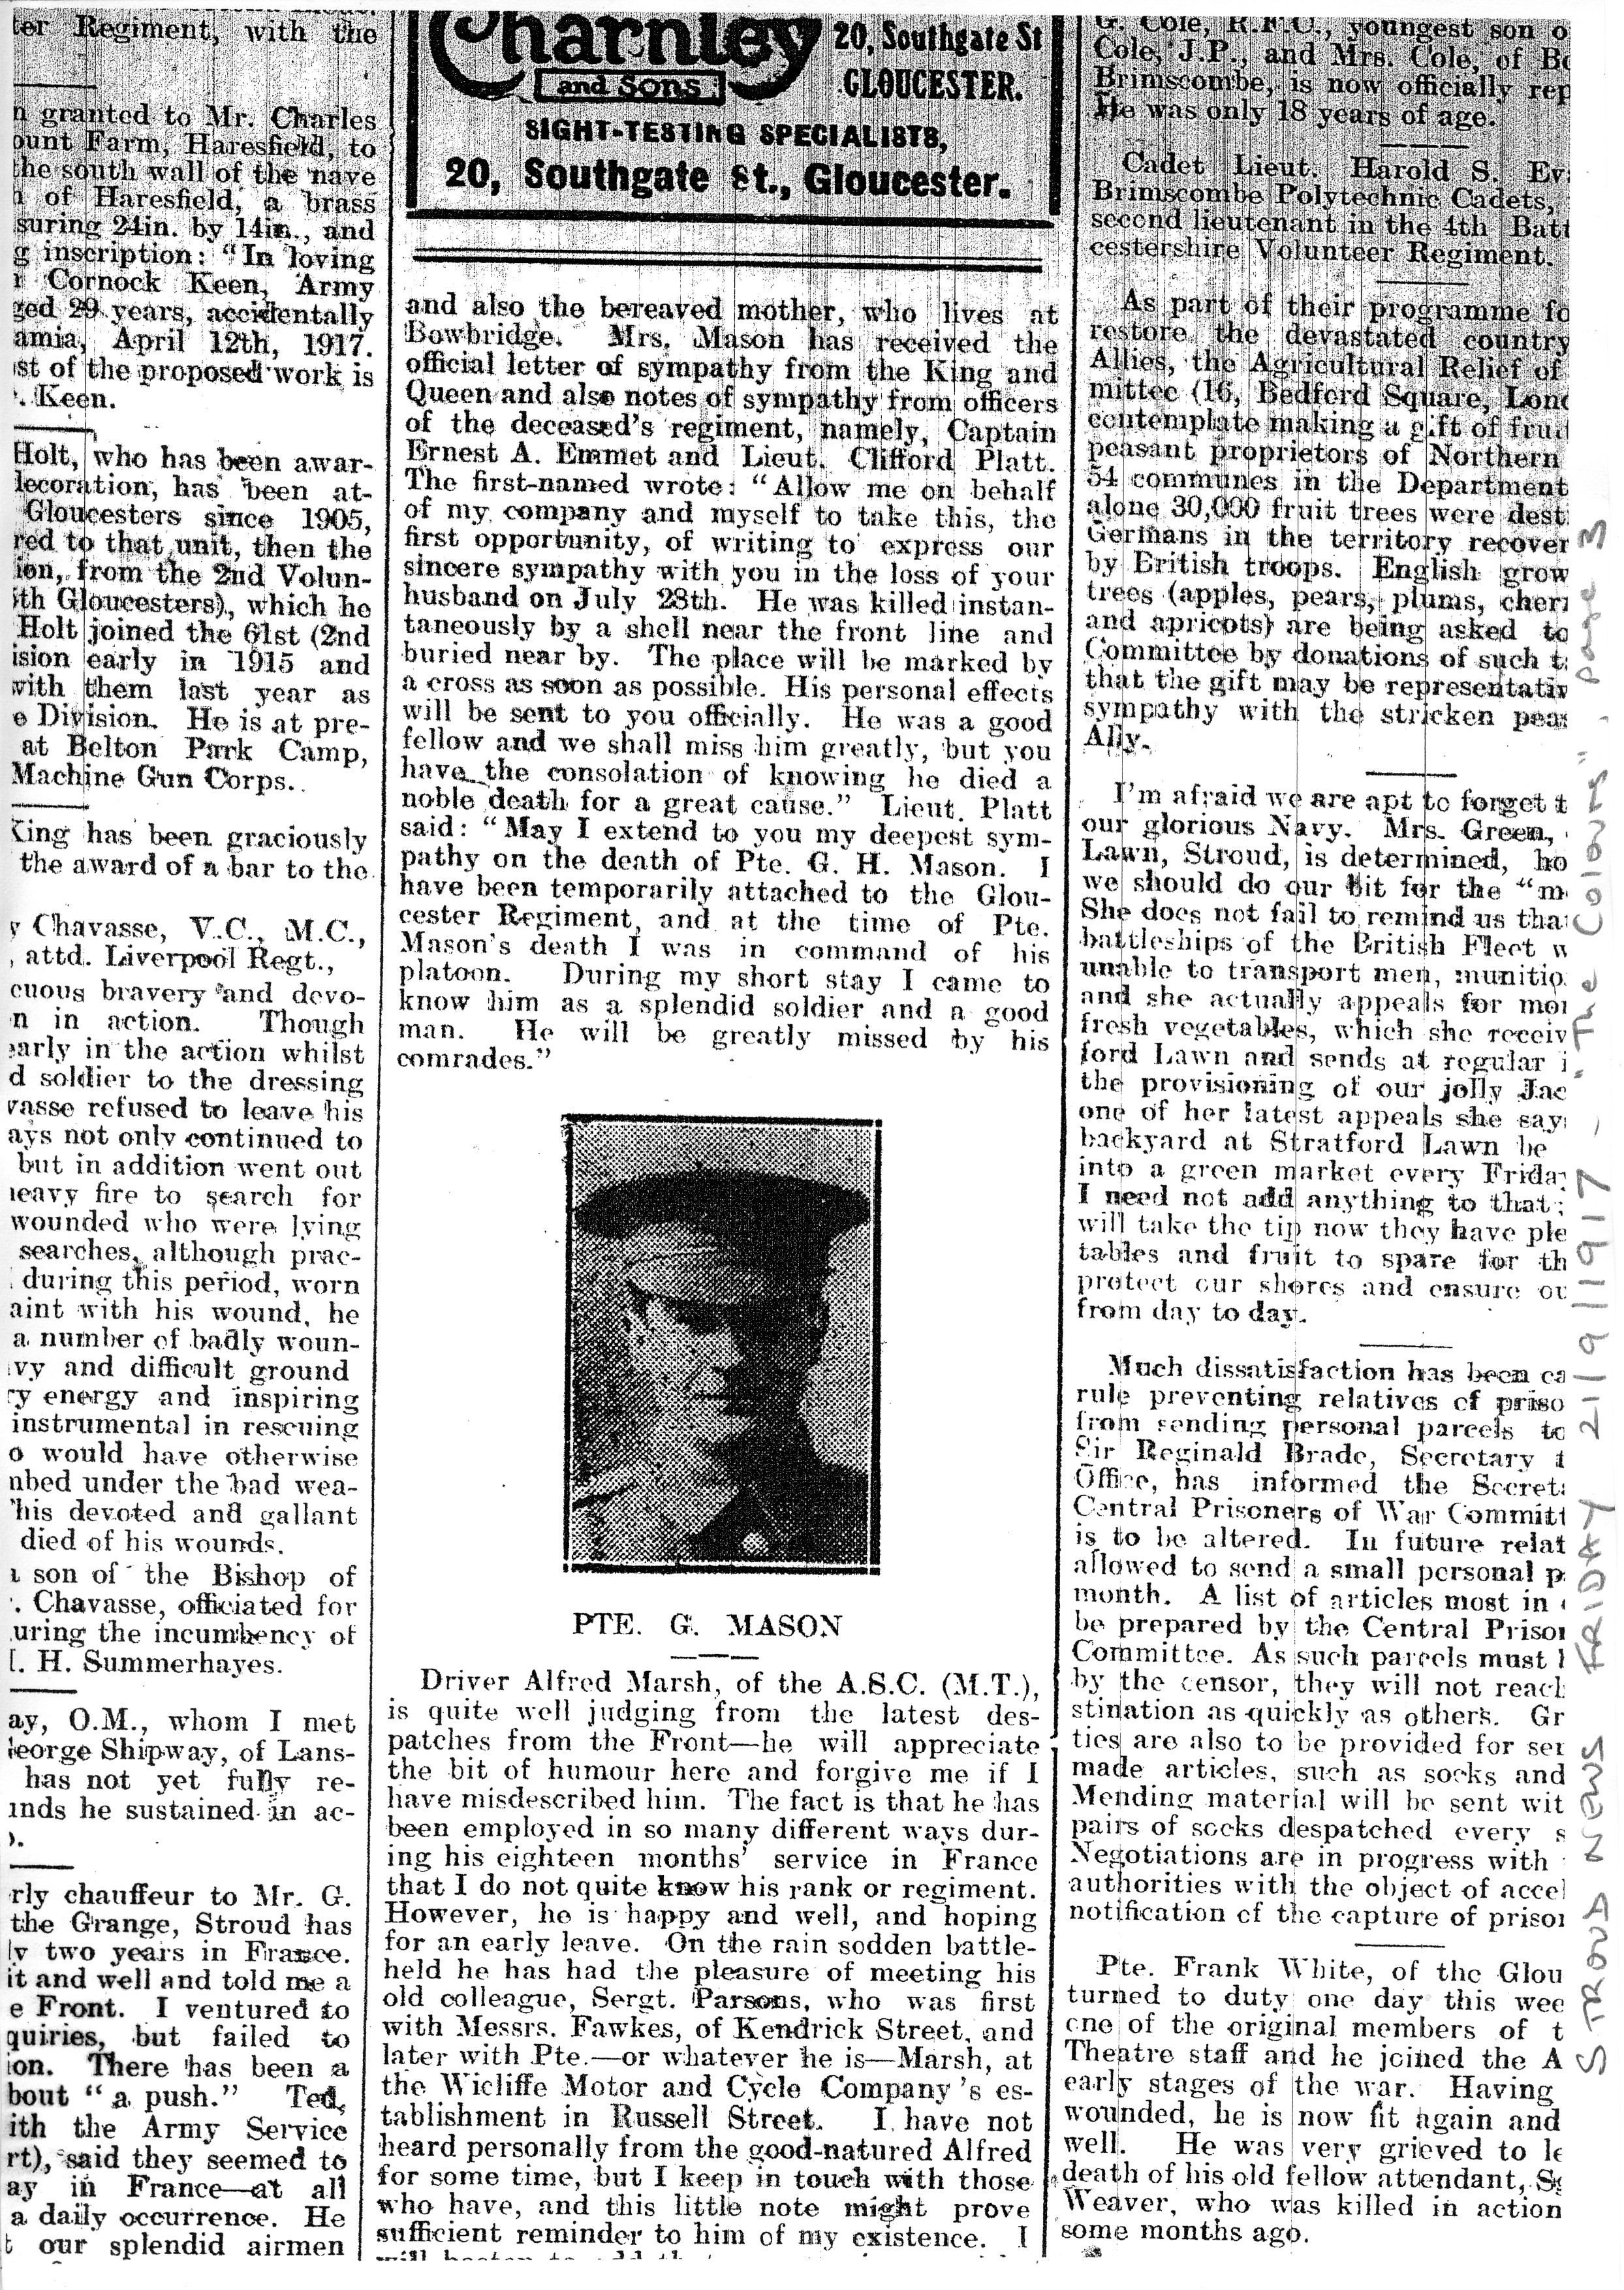 ter Regiment, with the
n granted to Mr. Charles
ount Farm, Haresfield, to
the south wall of the nave
h of Haresfield, a brass
suring 24in. by 14in., and
g inscription: "In loving
r Cornock Keen, Army
ged 29 years, accidentally
amia, April 12th, 1917.
st of the proposed work is
. Keen.
Holt, who has been awar-
lecoration, has been at-
Gloucesters since 1905,
red to that unit, then the
ion, from the 2nd Volun-
5th Gloucesters), which he
Holt joined the 61st (2nd
ision early in 1915 and
with them last year as
e Division. He is at pre-
at Belton Park Camp,
Machine Gun Corps.
King has been graciously
the award of a bar to the
y Chavasse, V.C., M.C.,
, attd. Liverpool Regt.,
cuous bravery and devo-
n in action. Though
early in the action whilst
d soldier to the dressing
vasse refused to leave his
ays not only continued to
but in addition went out
heavy fire to search for
wounded who were lying
searches, although prac-
during this period, worn
aint with his wound, he
a number of badly woun-
vy and difficult ground
ry energy and inspiring
instrumental in rescuing
o would have otherwise
mbed under the bad wea-
his devoted and gallant
died of his wounds.
a son of the Bishop of
. Chavasse, officiated for
uring the incumbency of
. H. Summerhayes.
ay, O.M., whom I met
George Shipway, of Lans-
has not yet fully re-
unds he sustained in ac-
).
rly chauffeur to Mr. G.
the Grange, Stroud has
ly two years in France.
it and well and told me a
e Front. I ventured to
quiries, but failed to
ion. There has been a
bout "a push." Ted,
ith the Army Service
rt), said they seemed to
ay in France—at all
a daily occurrence. He
t our splendid airmen
Charnley
and Sons
20, Southgate St
GLOUCESTER.
SIGHT-TESTING SPECIALISTS,
20, Southgate St., Gloucester.
and also the bereaved mother, who lives at
Bowbridge. Mrs. Mason has received the
official letter of sympathy from the King and
Queen and also notes of sympathy from officers
of the deceased's regiment, namely, Captain
Ernest A. Emmet and Lieut. Clifford Platt.
The first-named wrote: "Allow me on behalf
of my company and myself to take this, the
first opportunity, of writing to express our
sincere sympathy with you in the loss of your
husband on July 28th. He was killed instan-
taneously by a shell near the front line and
buried near by. The place will be marked by
a cross as soon as possible. His personal effects
will be sent to you officially. He was a good
fellow and we shall miss him greatly, but you
have the consolation of knowing he died a
noble death for a great cause." Lieut. Platt
said: "May I extend to you my deepest sym-
pathy on the death of Pte. G. H. Mason. I
have been temporarily attached to the Glou-
cester Regiment, and at the time of Pte.
Mason's death I was in command of his
platoon. During my short stay I came to
know him as a splendid soldier and a good
man. He will be greatly missed by his
comrades."
PTE. G. MASON
Driver Alfred Marsh, of the A.S.C. (M.T.),
is quite well judging from the latest des-
patches from the Front—he will appreciate
the bit of humour here and forgive me if I
have misdescribed him. The fact is that he has
been employed in so many different ways dur-
ing his eighteen months' service in France
that I do not quite know his rank or regiment.
However, he is happy and well, and hoping
for an early leave. On the rain sodden battle-
held he has had the pleasure of meeting his
old colleague, Sergt. Parsons, who was first
with Messrs. Fawkes, of Kendrick Street, and
later with Pte.—or whatever he is—Marsh, at
the Wicliffe Motor and Cycle Company's es-
tablishment in Russell Street. I have not
heard personally from the good-natured Alfred
for some time, but I keep in touch with those
who have, and this little note might prove
sufficient reminder to him of my existence. I
G. Cole, R.F.C., youngest son o
Cole, J.P., and Mrs. Cole, of Bo
Brimscombe, is now officially rep
He was only 18 years of age.
Cadet Lieut. Harold S. Ev
Brimscombe Polytechnic Cadets,
second lieutenant in the 4th Batt
cestershire Volunteer Regiment.
As part of their programme fo
restore the devastated country
Allies, the Agricultural Relief of
mittee (16, Bedford Square, Lond
contemplate making a gift of fruit
peasant proprietors of Northern
54 communes in the Department
alone 30,000 fruit trees were dest
Germans in the territory recover
by British troops. English grow
trees (apples, pears, plums, cherr
and apricots) are being asked to
Committee by donations of such t
that the gift may be representativ
sympathy with the stricken peas
Ally.
I'm afraid we are apt to forget t
our glorious Navy. Mrs. Green,
Lawn, Stroud, is determined, ho
we should do our bit for the "m
She does not fail to remind us that
battleships of the British Fleet w
unable to transport men, munitio
and she actually appeals for mor
fresh vegetables, which she receiv
ford Lawn and sends at regular i
the provisioning of our jolly Jac
one of her latest appeals she says
backyard at Stratford Lawn be
into a green market every Friday
I need not add anything to that;
will take the tip now they have ple
tables and fruit to spare for th
protect our shores and ensure ou
from day to day.
Much dissatisfaction has been ca
rule preventing relatives of priso
from sending personal parcels to
Sir Reginald Brade, Secretary t
Office, has informed the Secreta
Central Prisoners of War Committ
is to be altered. In future relat
allowed to send a small personal p
month. A list of articles most in
be prepared by the Central Prison
Committee. As such parcels must l
by the censor, they will not reach
stination as quickly as others. Gr
ties are also to be provided for sen
made articles, such as socks and
Mending material will be sent wit
pairs of socks despatched every s
Negotiations are in progress with
authorities with the object of accel
notification of the capture of prison
Pte. Frank White, of the Glou
turned to duty one day this wee
one of the original members of t
Theatre staff and he joined the A
early stages of the war. Having
wounded, he is now fit again and
well. He was very grieved to le
death of his old fellow attendant, Se
Weaver, who was killed in action
some months ago.
STROUD NEWS FRIDAY 21/9/1917 - "The Colours", page 3